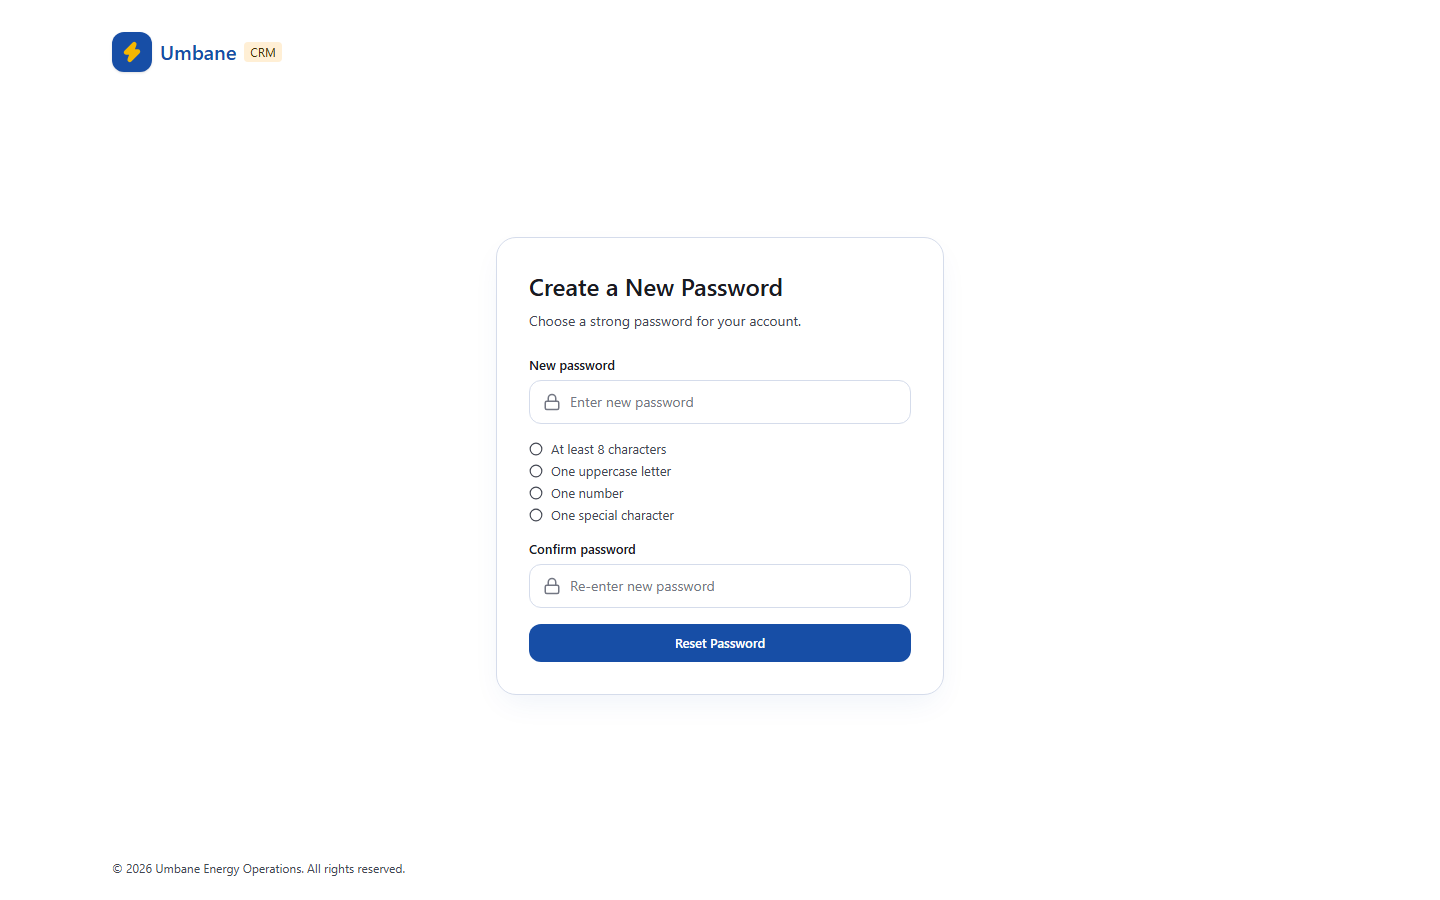 Umbane CRM
Create a New Password
Choose a strong password for your account.
New password
Enter new password
At least 8 characters
One uppercase letter
One number
One special character
Confirm password
Re-enter new password
Reset Password
© 2026 Umbane Energy Operations. All rights reserved.